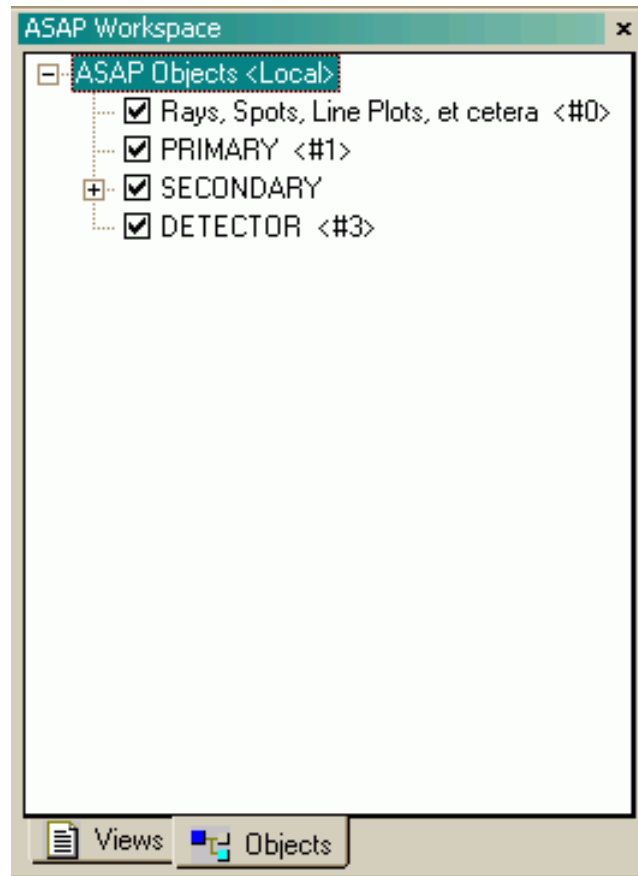 ASAP Workspace
ASAP Objects <Local>
Rays, Spots, Line Plots, et cetera <#0>
PRIMARY <#1>
SECONDARY
DETECTOR <#3>
Views Objects